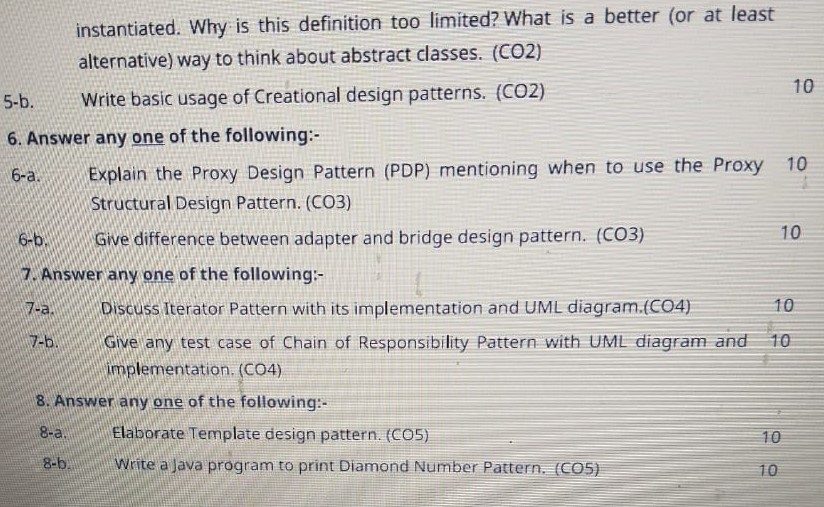 instantiated. Why is this definition too limited? What is a better (or at least
alternative) way to think about abstract classes. (CO2)
5-b. Write basic usage of Creational design patterns. (CO2) 10
6. Answer any one of the following:-
6-a. Explain the Proxy Design Pattern (PDP) mentioning when to use the Proxy 10
Structural Design Pattern. (CO3)
6-b. Give difference between adapter and bridge design pattern. (CO3) 10
7. Answer any one of the following:-
7-a. Discuss Iterator Pattern with its implementation and UML diagram.(CO4) 10
7-b. Give any test case of Chain of Responsibility Pattern with UML diagram and 10
implementation. (CO4)
8. Answer any one of the following:-
8-a. Elaborate Template design pattern. (CO5) 10
8-b. Write a Java program to print Diamond Number Pattern. (CO5) 10